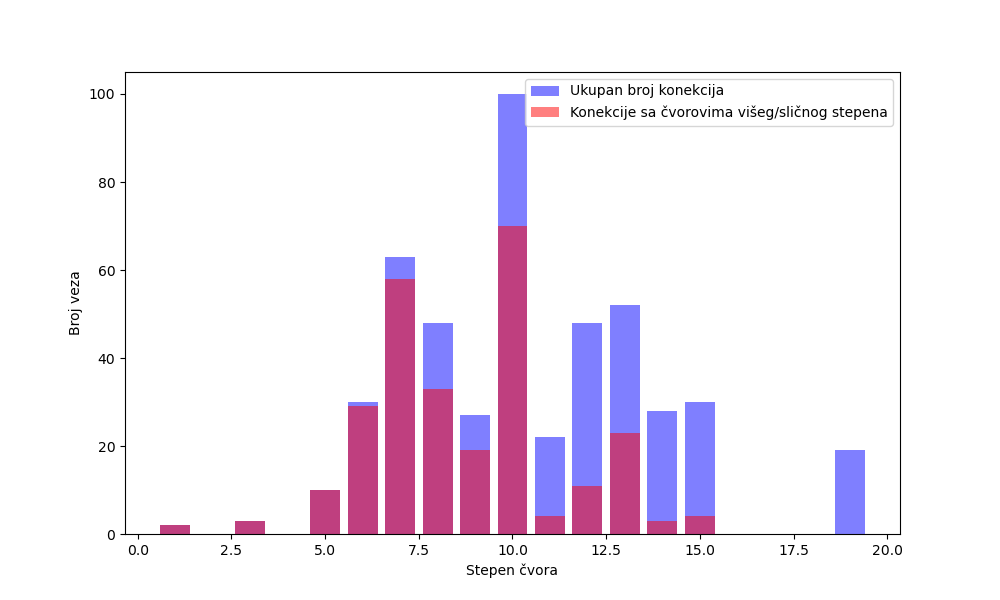 Ukupan broj konekcija
Konekcije sa čvorovima višeg/sličnog stepena
100
80
60
40
20
0
Broj veza
0.0 2.5 5.0 7.5 10.0 12.5 15.0 17.5 20.0
Stepen čvora